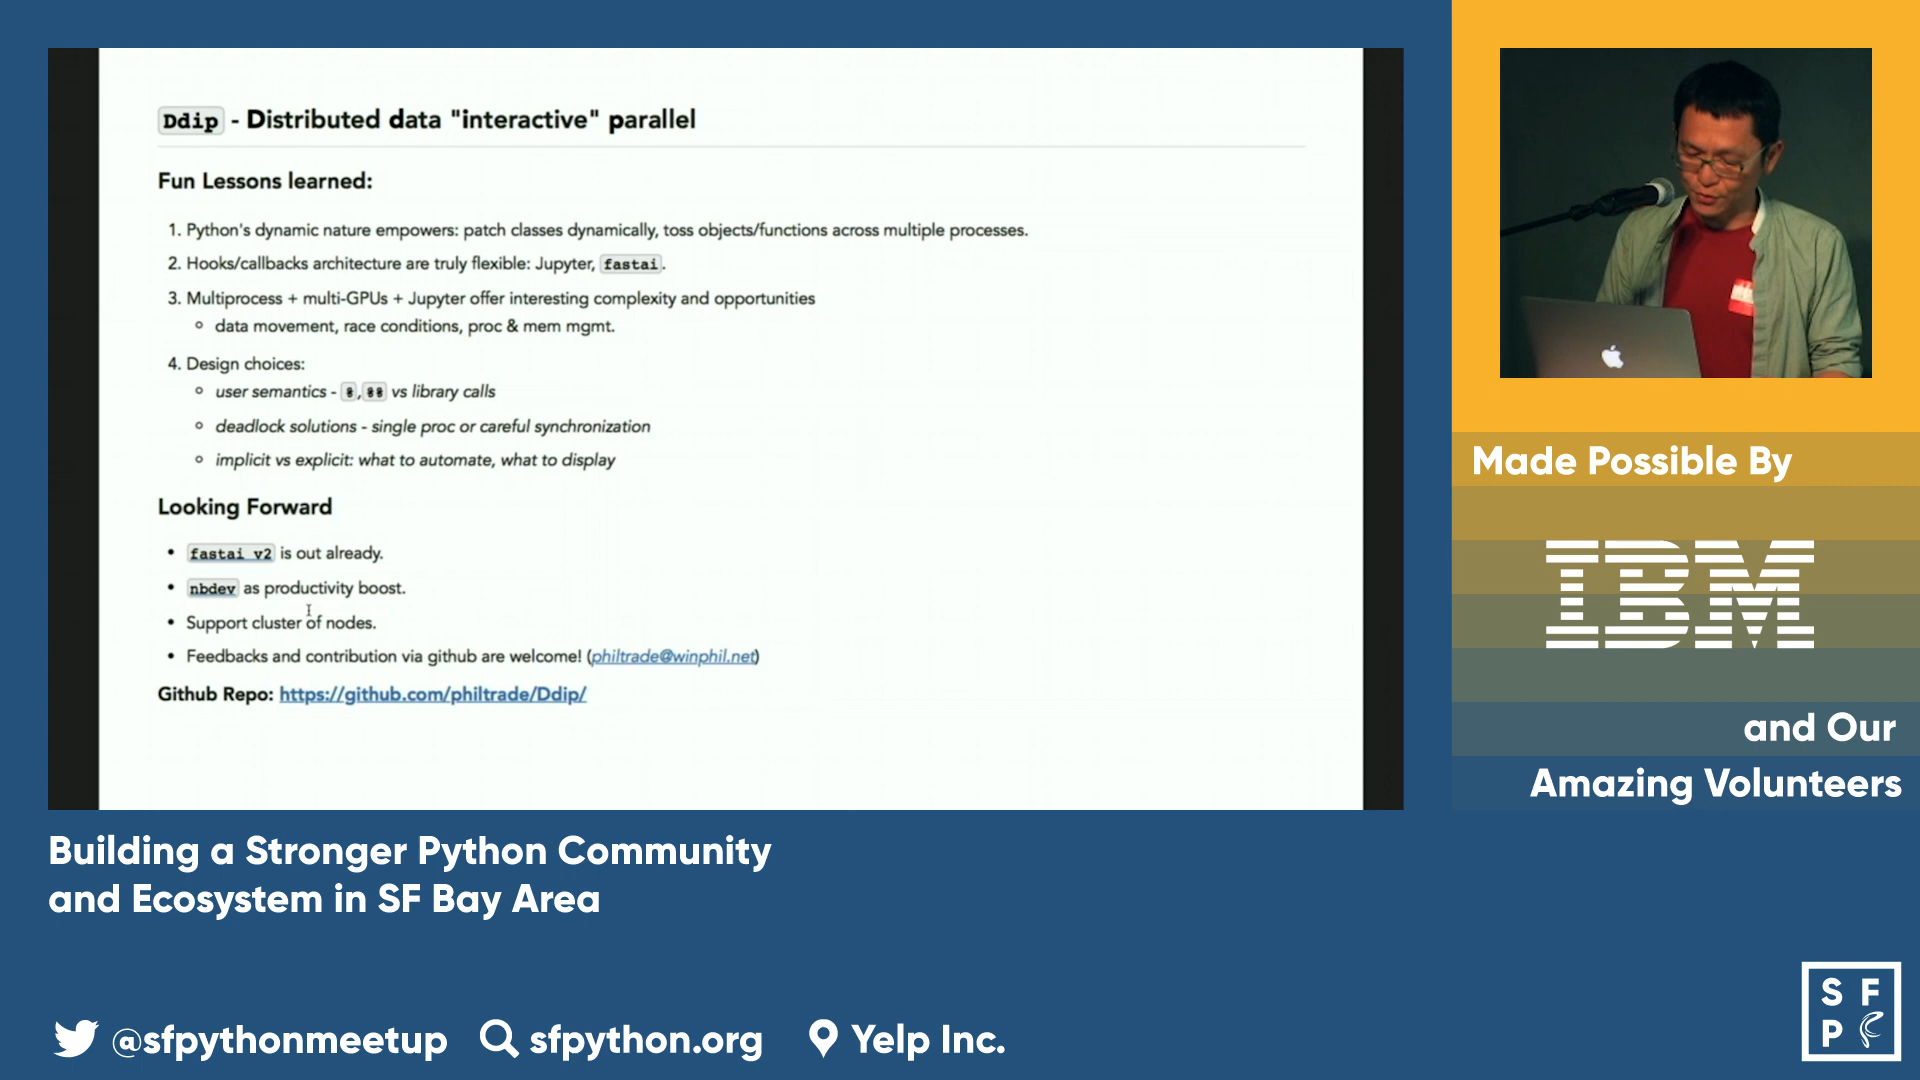 Ddip - Distributed data "interactive" parallel
Fun Lessons learned:
1. Python's dynamic nature empowers: patch classes dynamically, toss objects/functions across multiple processes.
2. Hooks/callbacks architecture are truly flexible: Jupyter, fastai.
3. Multiprocess + multi-GPUs + Jupyter offer interesting complexity and opportunities
data movement, race conditions, proc & mem mgmt.
4. Design choices:
user semantics - %, %% vs library calls
deadlock solutions - single proc or careful synchronization
implicit vs explicit: what to automate, what to display
Looking Forward
• fastai v2 is out already.
• nbdev as productivity boost.
• Support cluster of nodes.
• Feedbacks and contribution via github are welcome! (philtrade@winphil.net)
Github Repo: https://github.com/philtrade/Ddip/
Made Possible By
IBM
and Our
Amazing Volunteers
Building a Stronger Python Community
and Ecosystem in SF Bay Area
@sfpythonmeetup sfpython.org Yelp Inc.
S F
P